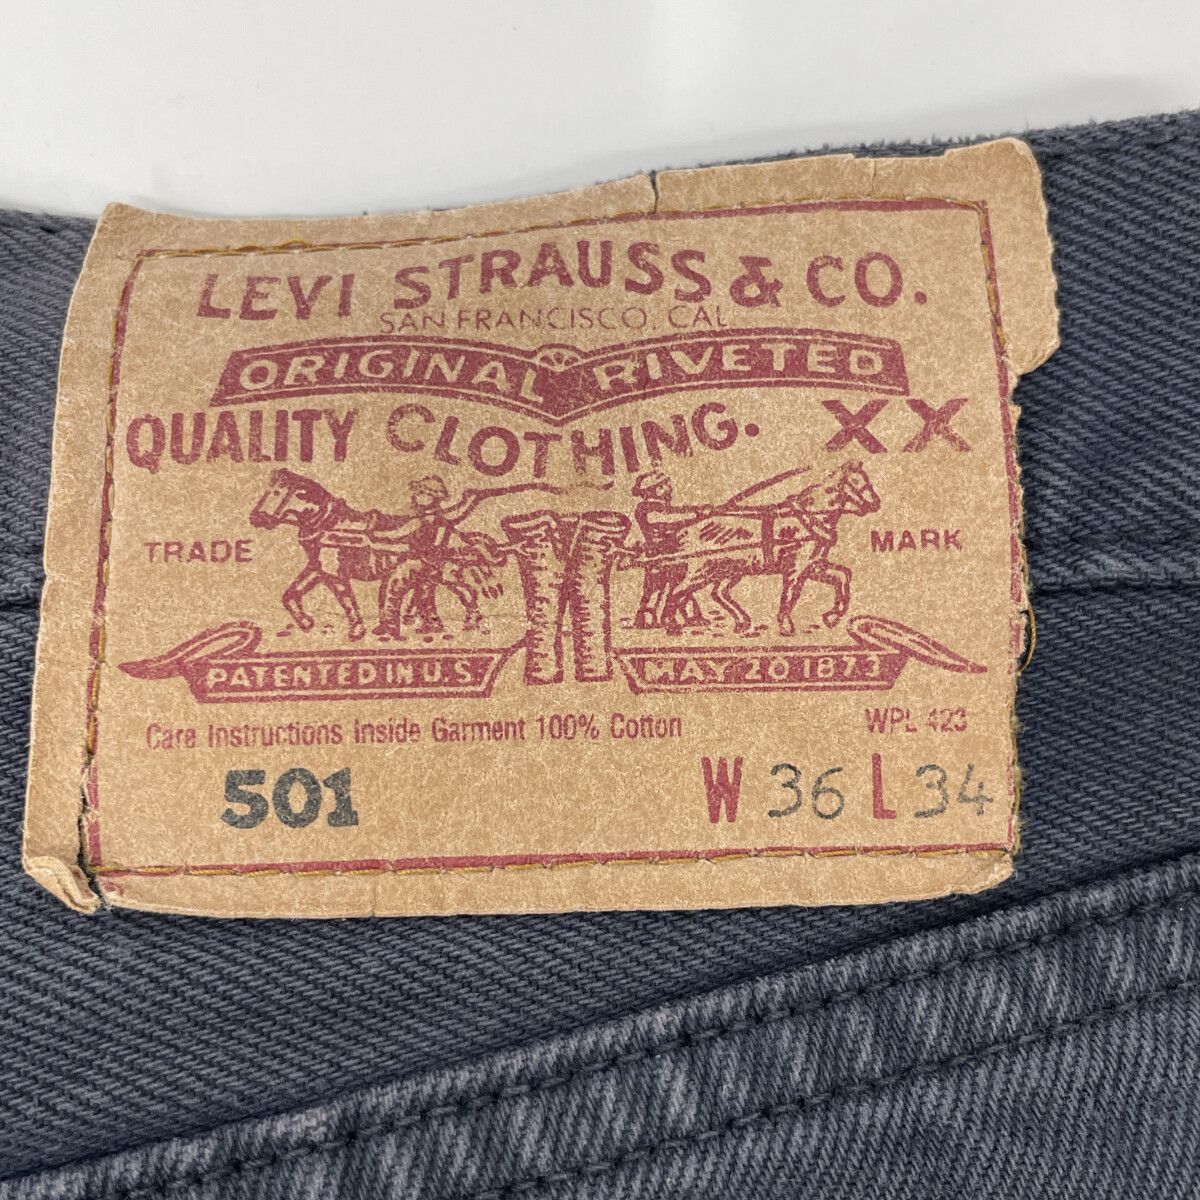 LEVI STRAUSS & CO.
SAN FRANCISCO, CAL
ORIGINAL RIVETED
QUALITY CLOTHING. XX
TRADE MARK
PATENTED IN U.S. MAY 20 1873
Care Instructions Inside Garment 100% Cotton WPL 423
501 W 36 L 34